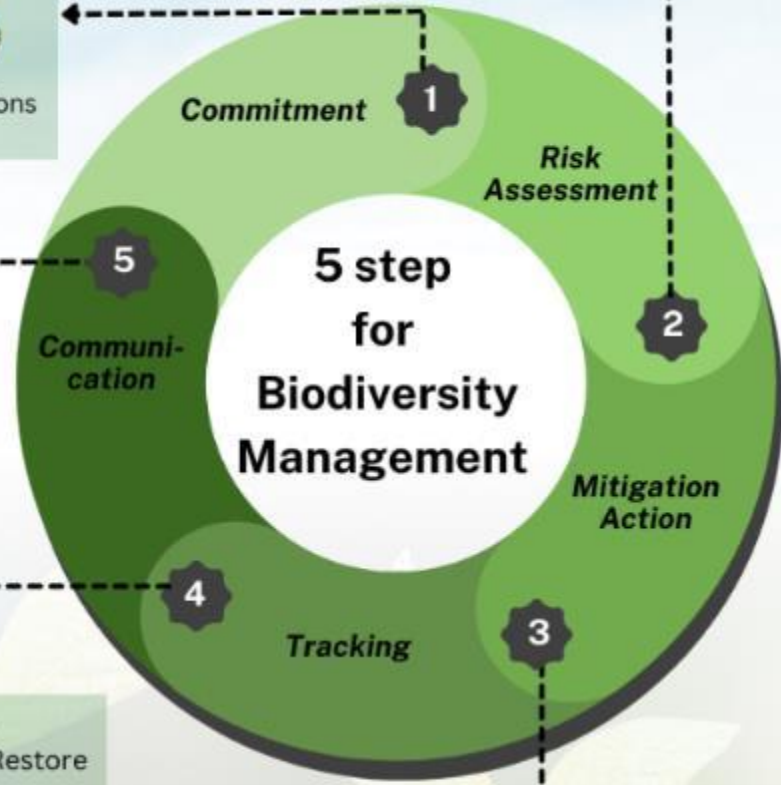 ons
Commitment
1
Risk
Assessment
5
Communi-
cation
5 step
for
Biodiversity
Management
2
Mitigation
Action
4
Tracking
3
Restore